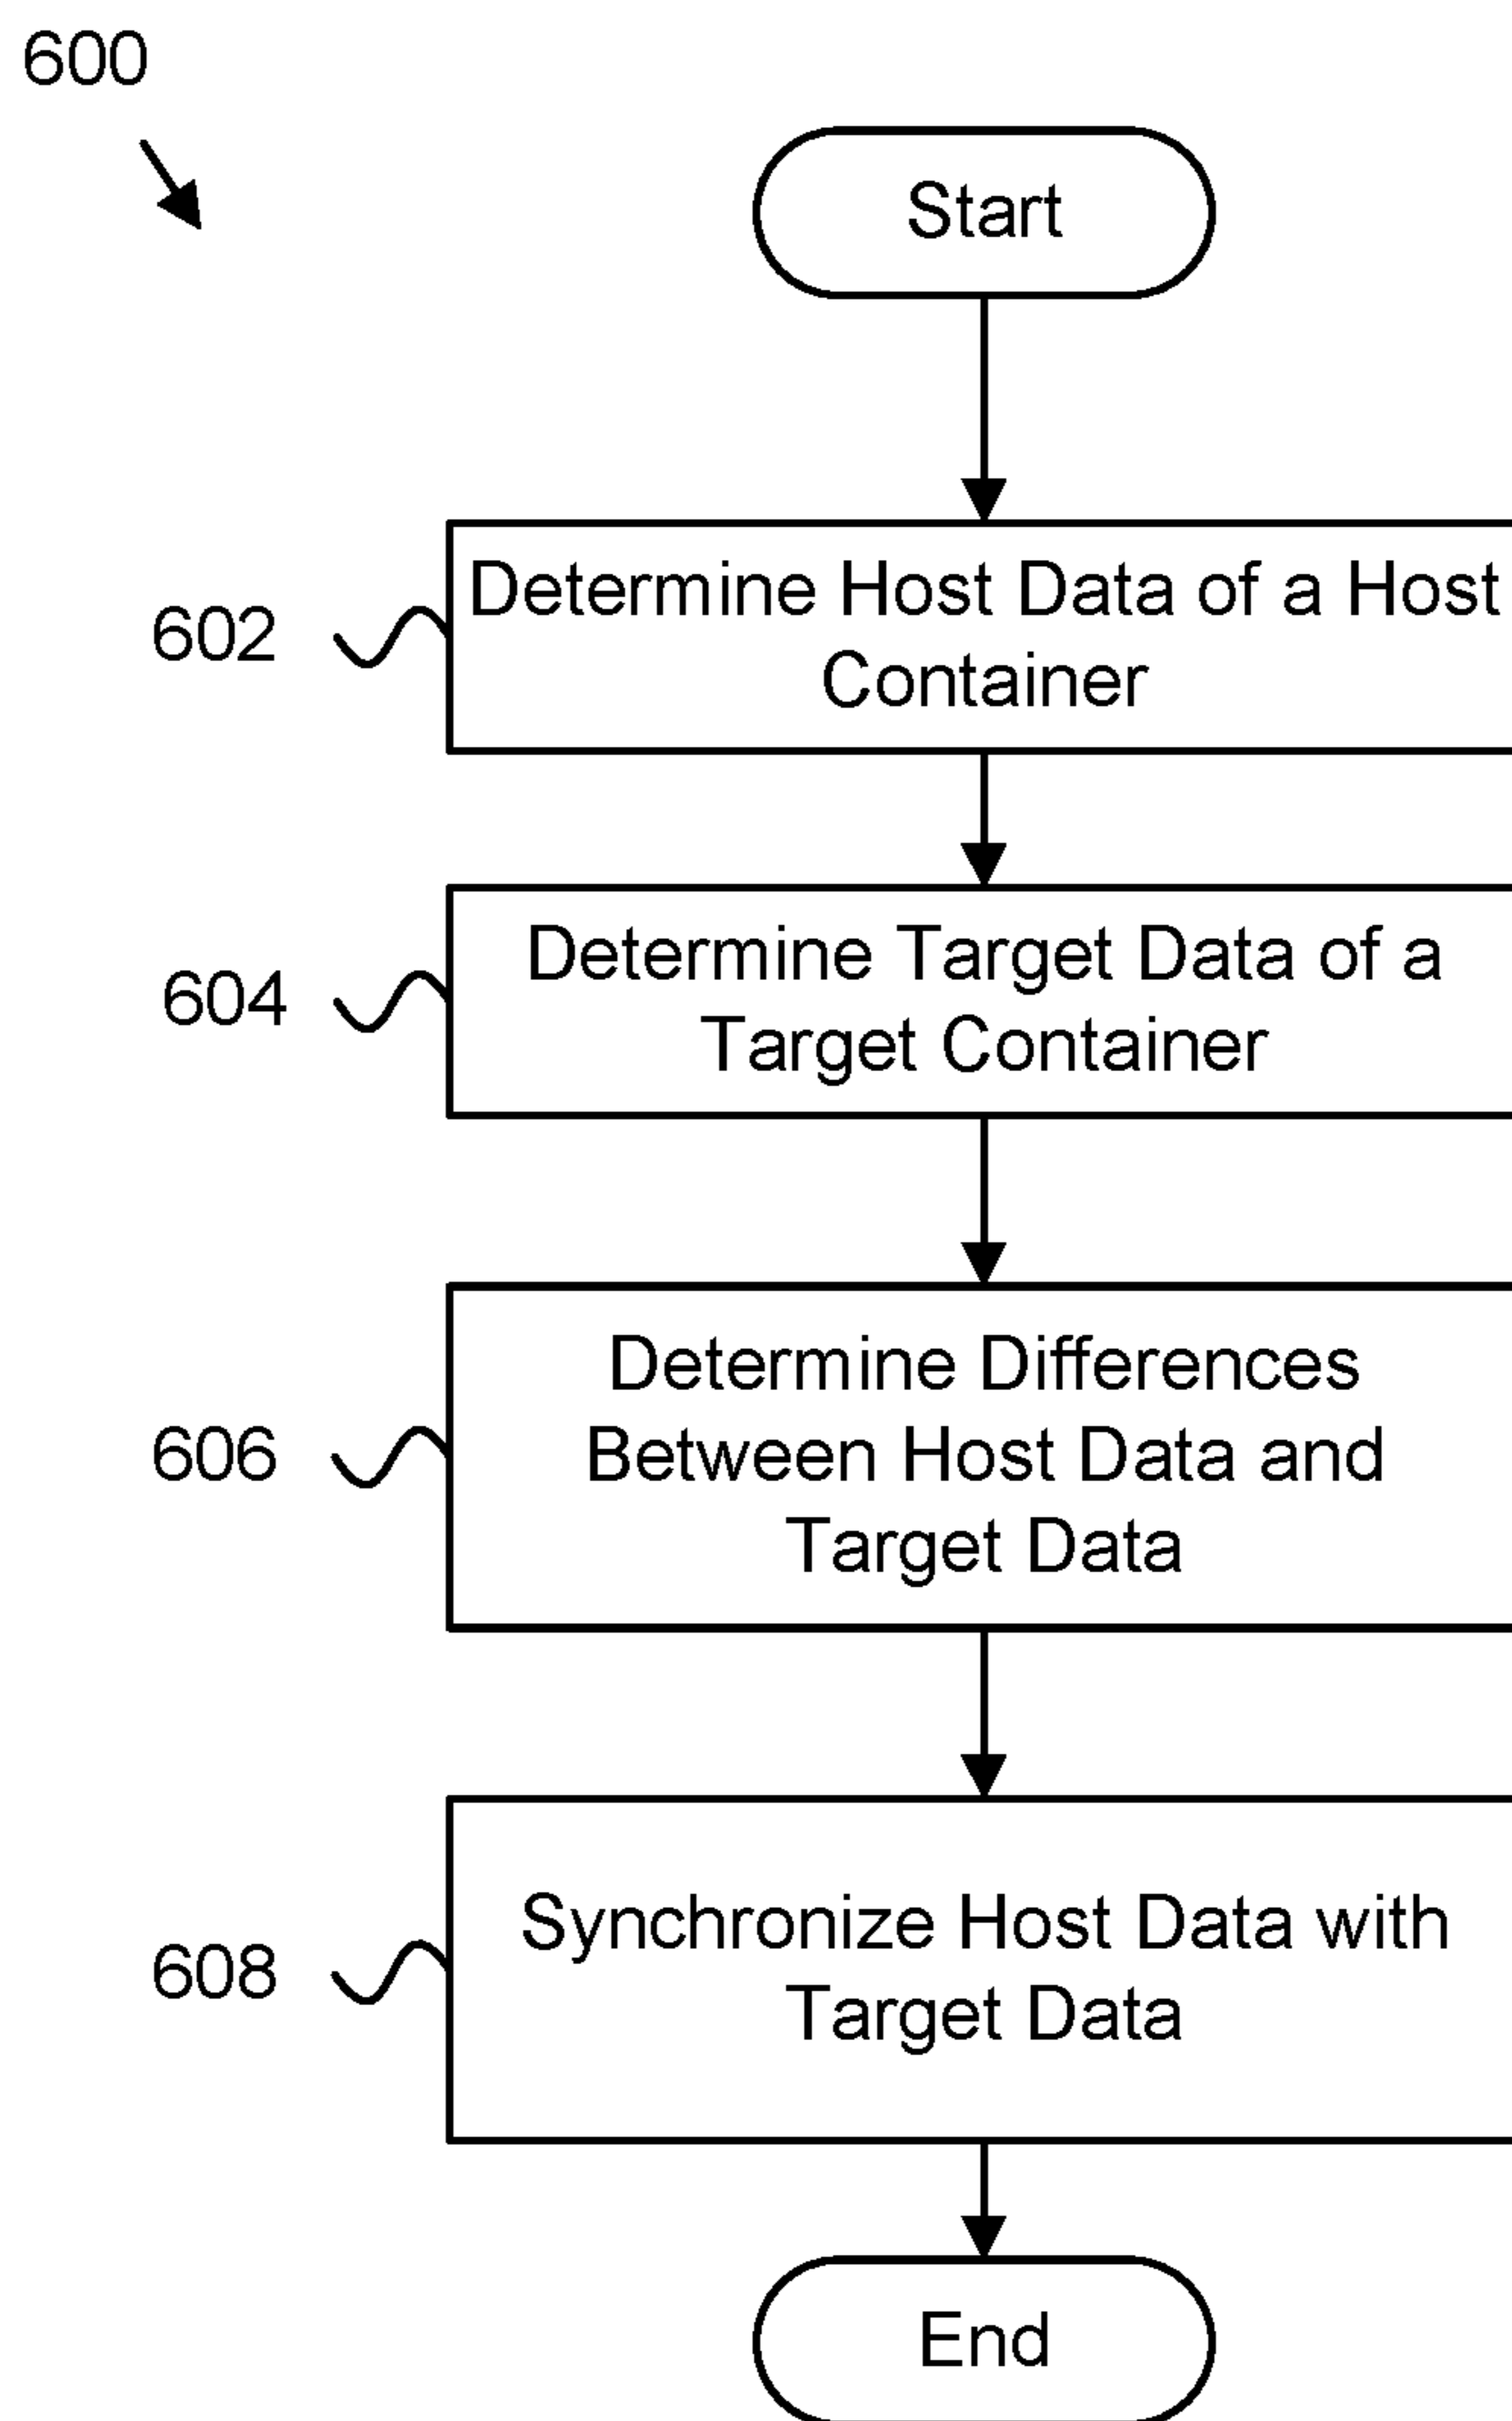 600
Start
602
Determine Host Data of a Host
Container
604
Determine Target Data of a
Target Container
606
Determine Differences
Between Host Data and
Target Data
608
Synchronize Host Data with
Target Data
End